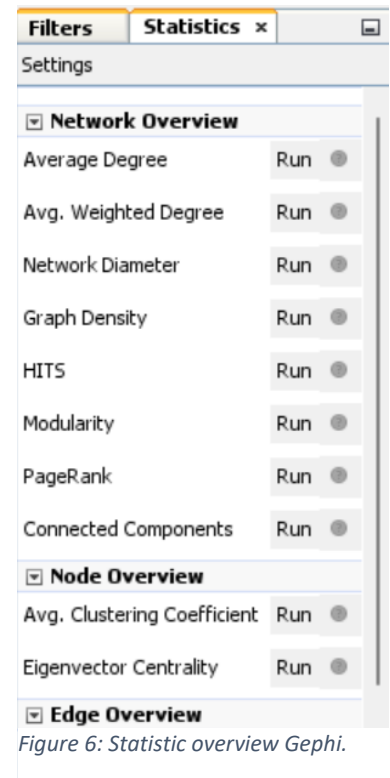 Filters Statistics ×
Settings
Network Overview
Average Degree Run
Avg. Weighted Degree Run
Network Diameter Run
Graph Density Run
HITS Run
Modularity Run
PageRank Run
Connected Components Run
Node Overview
Avg. Clustering Coefficient Run
Eigenvector Centrality Run
Edge Overview
Figure 6: Statistic overview Gephi.